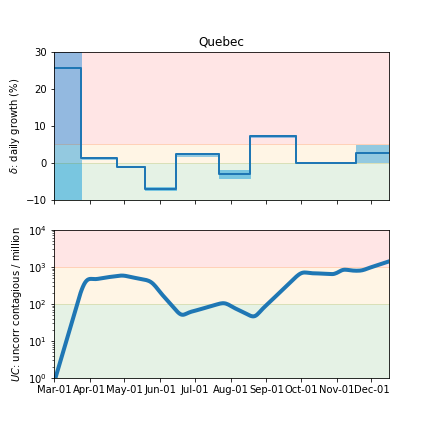 Quebec
30
20
10
0
−10
δ: daily growth (%)
10⁴
10³
10²
10¹
10⁰
UC: uncorr contagious / million
Mar-01 Apr-01 May-01 Jun-01 Jul-01 Aug-01 Sep-01 Oct-01 Nov-01 Dec-01